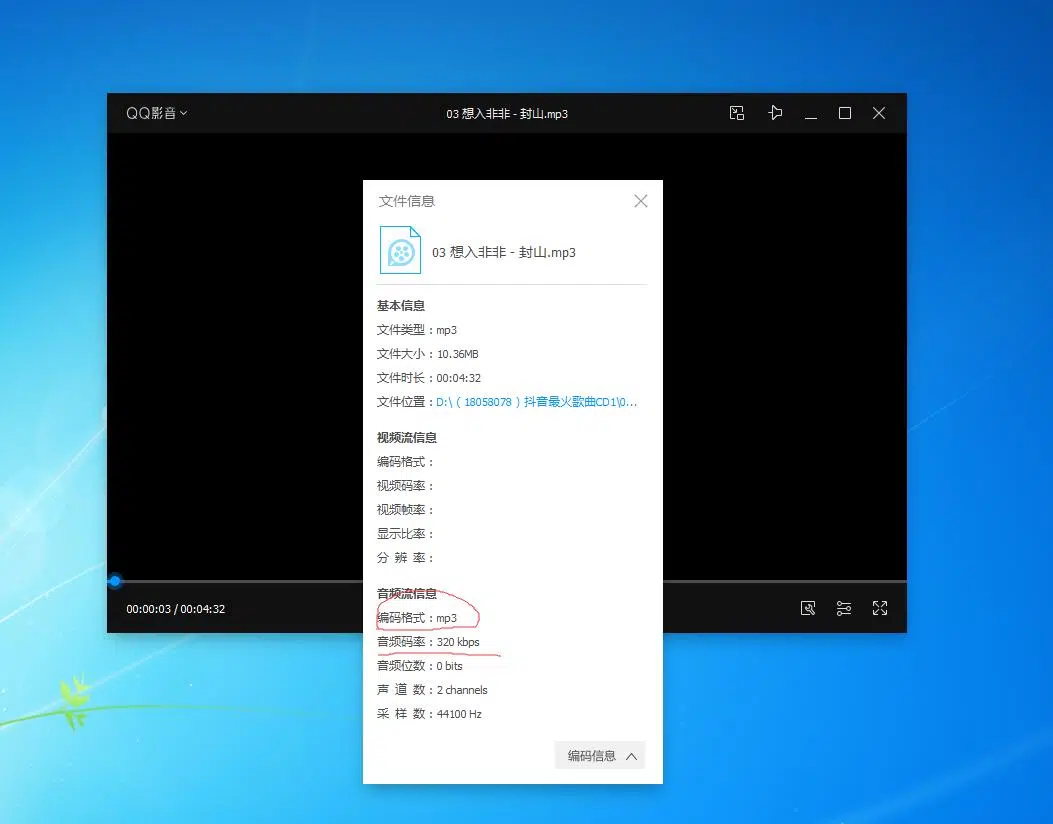 QQ影音
03 想入非非 - 封山.mp3
文件信息
03 想入非非 - 封山.mp3
基本信息
文件类型：mp3
文件大小：10.36MB
文件时长：00:04:32
文件位置：D:\（18058078）抖音最火歌曲CD1\0...
视频流信息
编码格式：
视频码率：
视频帧率：
显示比率：
分 辨 率：
音频流信息
编码格式：mp3
音频码率：320 kbps
音频位数：0 bits
声 道 数：2 channels
采 样 数：44100 Hz
编码信息
00:00:03 / 00:04:32